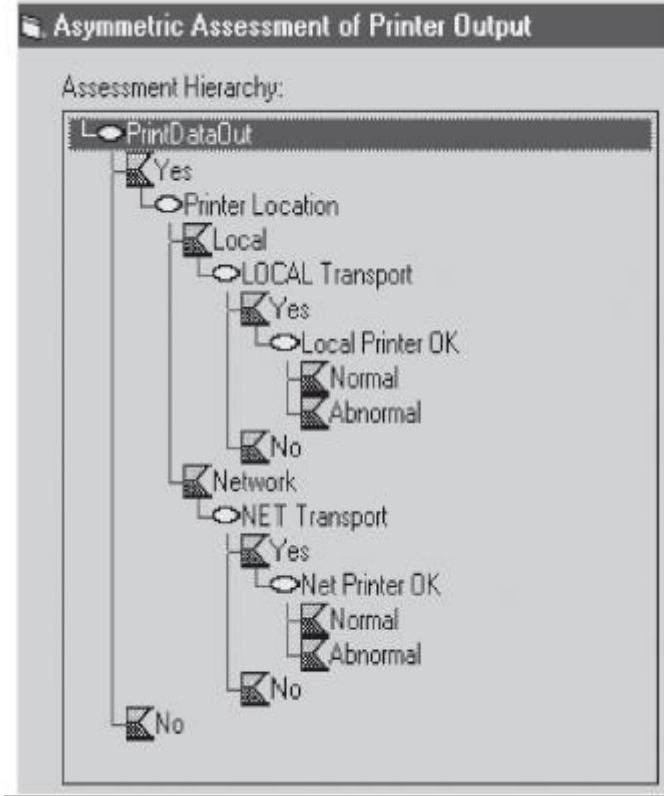 Asymmetric Assessment of Printer Output
Assessment Hierarchy:
PrintDataOut
Yes
Printer Location
Local
LOCAL Transport
Yes
Local Printer OK
Normal
Abnormal
No
Network
NET Transport
Yes
Net Printer OK
Normal
Abnormal
No
No